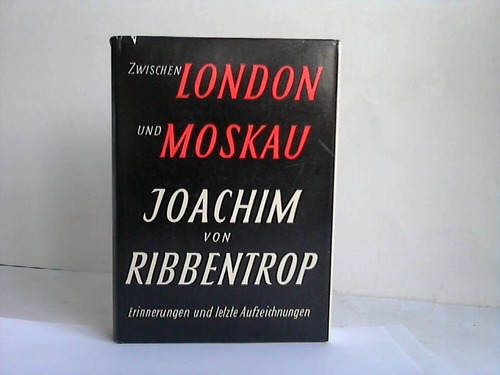 ZWISCHEN LONDON
UND MOSKAU
JOACHIM
VON
RIBBENTROP
Erinnerungen und letzte Aufzeichnungen